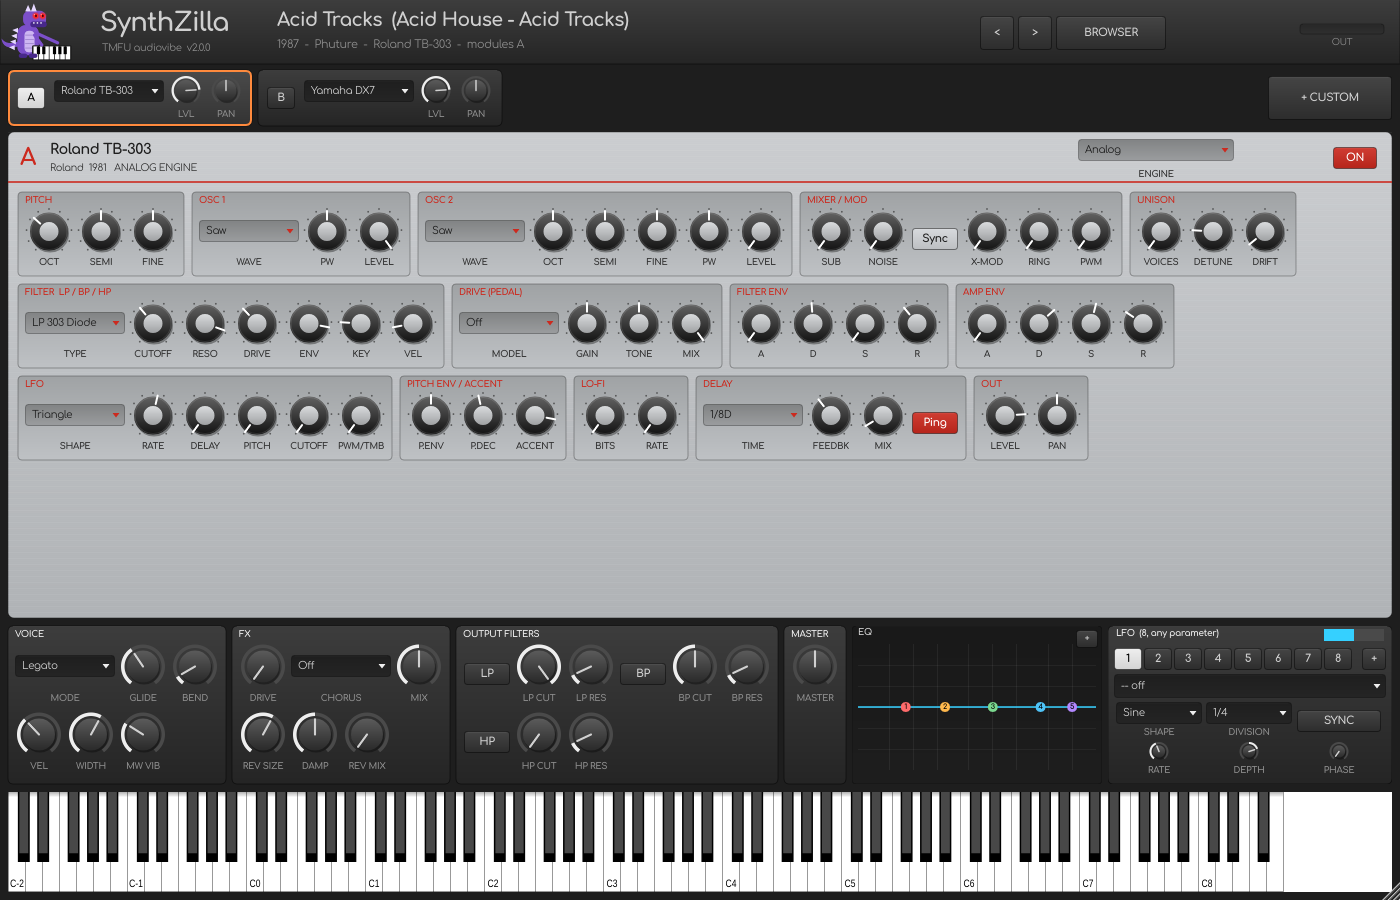 SynthZilla
TMFU audiovibe v2.0.0
Acid Tracks (Acid House - Acid Tracks)
1987 - Phuture - Roland TB-303 - modules A
< > BROWSER
OUT
A Roland TB-303 LVL PAN
B Yamaha DX7 LVL PAN
+ CUSTOM
A Roland TB-303
Roland 1981 ANALOG ENGINE
Analog
ENGINE
ON
PITCH
OCT SEMI FINE
OSC 1
Saw
WAVE PW LEVEL
OSC 2
Saw
WAVE OCT SEMI FINE PW LEVEL
MIXER / MOD
Sync
SUB NOISE X-MOD RING PWM
UNISON
VOICES DETUNE DRIFT
FILTER LP / BP / HP
LP 303 Diode
TYPE CUTOFF RESO DRIVE ENV KEY VEL
DRIVE (PEDAL)
Off
MODEL GAIN TONE MIX
FILTER ENV
A D S R
AMP ENV
A D S R
LFO
Triangle
SHAPE RATE DELAY PITCH CUTOFF PWM/TMB
PITCH ENV / ACCENT
P.ENV P.DEC ACCENT
LO-FI
BITS RATE
DELAY
1/8D
Ping
TIME FEEDBK MIX
OUT
LEVEL PAN
VOICE
Legato
MODE GLIDE BEND
VEL WIDTH MW VIB
FX
Off
DRIVE CHORUS MIX
REV SIZE DAMP REV MIX
OUTPUT FILTERS
LP BP
LP CUT LP RES BP CUT BP RES
HP
HP CUT HP RES
MASTER
MASTER
EQ
+
1 2 3 4 5
LFO (8, any parameter)
1 2 3 4 5 6 7 8 +
-- off
Sine 1/4 SYNC
SHAPE DIVISION
RATE DEPTH PHASE
C-2 C-1 C0 C1 C2 C3 C4 C5 C6 C7 C8